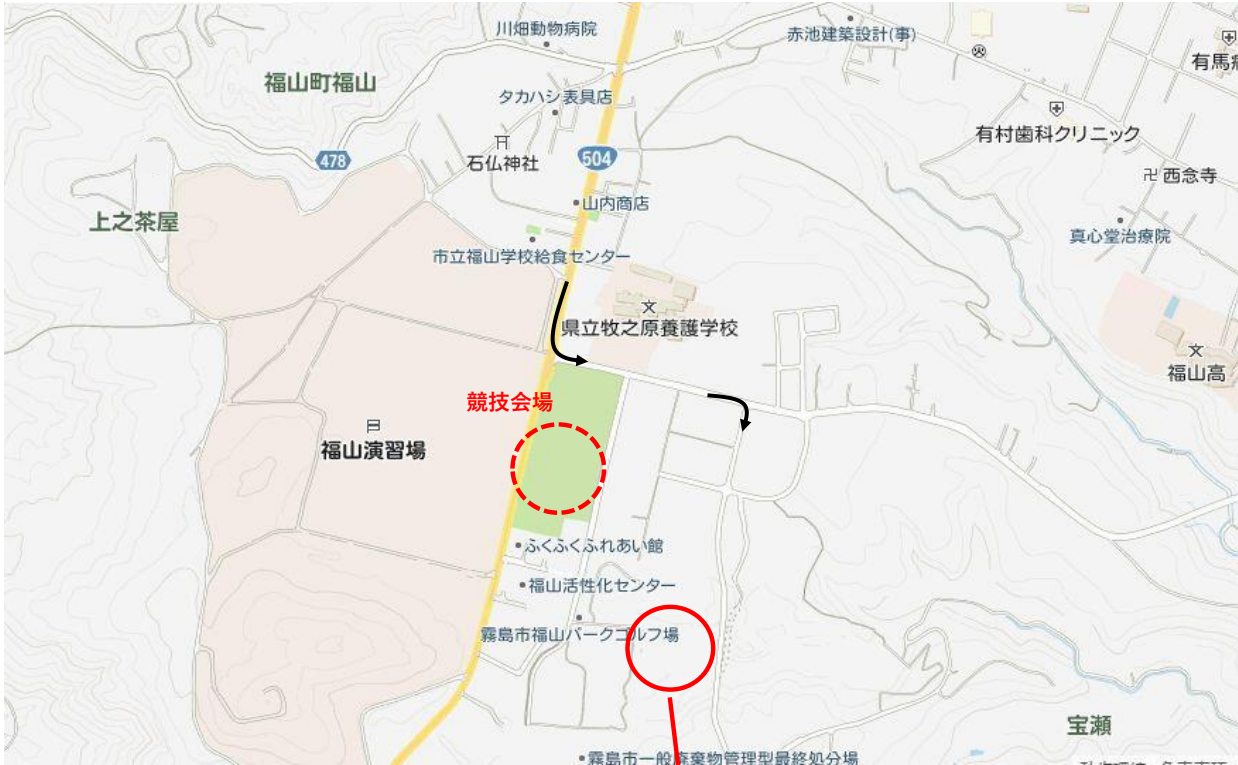 川畑動物病院
赤池建築設計(事)
有馬
福山町福山
タカハシ表具店
有村歯科クリニック
478
石仏神社
504
西念寺
山内商店
上之茶屋
真心堂治療院
市立福山学校給食センター
文
県立牧之原養護学校
文
福山高
競技会場
福山演習場
ふくふくふれあい館
福山活性化センター
霧島市福山パークゴルフ場
宝瀬
霧島市一般廃棄物管理型最終処分場